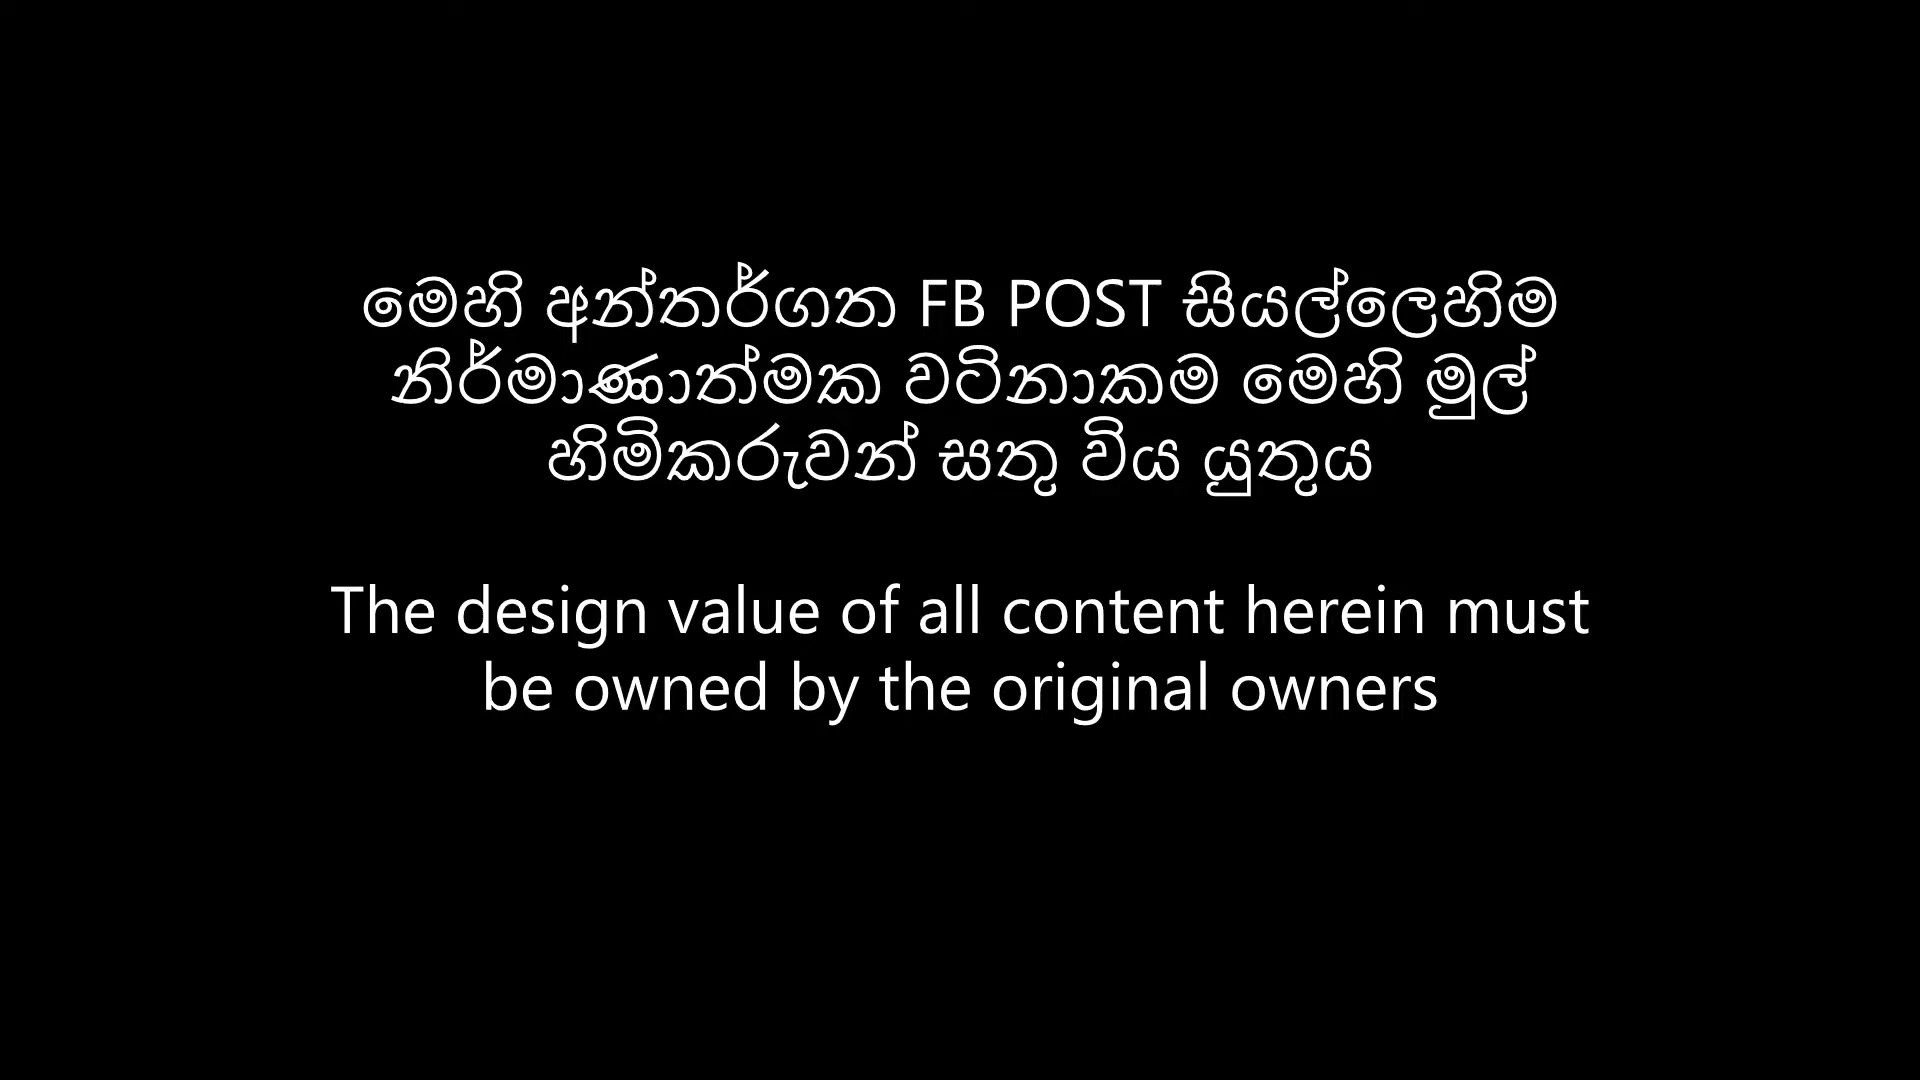 මෙහි අන්තර්ගත FB POST සියල්ලෙහිම
නිර්මාණාත්මක වටිනාකම මෙහි මුල්
හිමිකරුවන් සතු විය යුතුය
The design value of all content herein must
be owned by the original owners